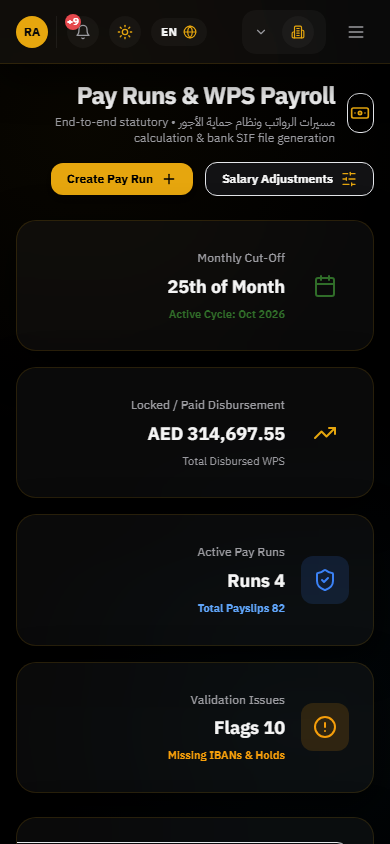 RA
+9
EN
Pay Runs & WPS Payroll
مسيرات الرواتب ونظام حماية الأجور • End-to-end statutory
calculation & bank SIF file generation
Create Pay Run
Salary Adjustments
Monthly Cut-Off
25th of Month
Active Cycle: Oct 2026
Locked / Paid Disbursement
AED 314,697.55
Total Disbursed WPS
Active Pay Runs
Runs 4
Total Payslips 82
Validation Issues
Flags 10
Missing IBANs & Holds